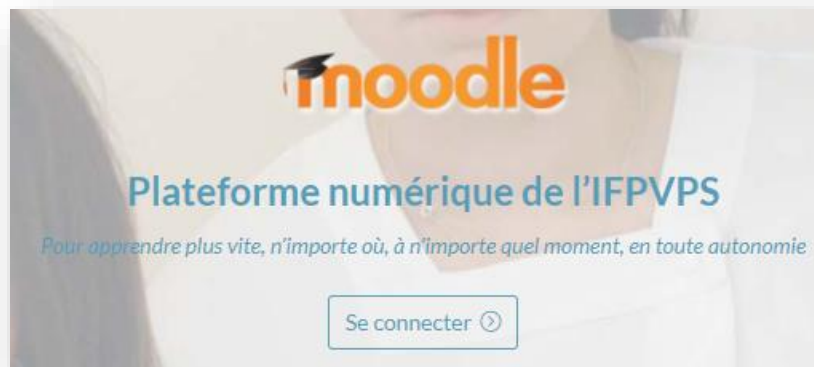 moodle
Plateforme numérique de l'IFPVPS
Pour apprendre plus vite, n'importe où, à n'importe quel moment, en toute autonomie
Se connecter